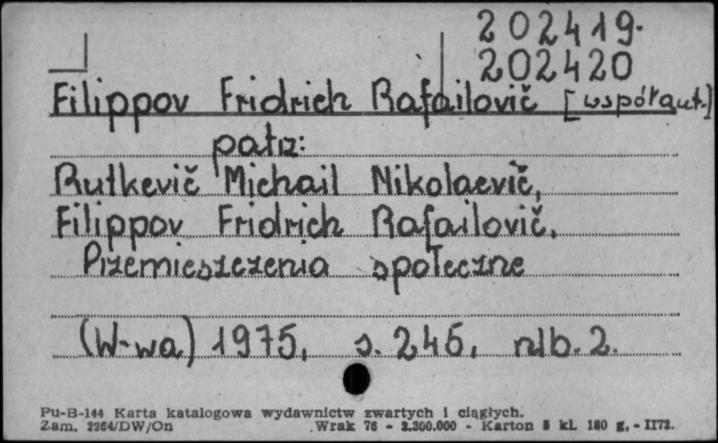 202419.
202420
Filippov Fridrich Rafailovič [współaut.]
patrz:
Rutkevič Michail Nikolaevič,
Filippov Fridrich Rafailovič.
Przemieszczenia społeczne
(W-wa) 1975, s. 245, nlb. 2.
Pu-B-144 Karta katalogowa wydawnictw zwartych i ciągłych.
Zam. 2264/DW/On Wrak 76 - 2.300.000 - Karton 8 kl. 180 g. - II73.